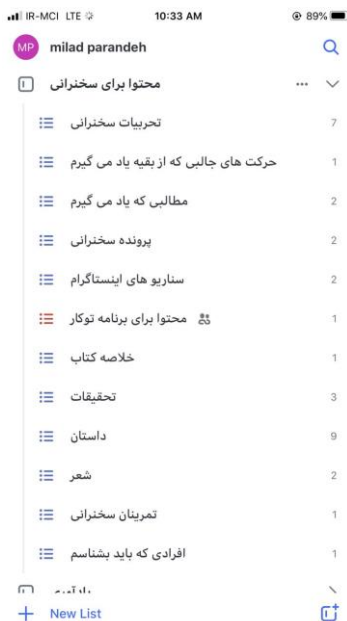 IR-MCI LTE 10:33 AM 89%
MP milad parandeh
محتوا برای سخنرانی
تحربیات سخنرانی 7
حرکت های جالبی که از بقیه یاد می گیرم 1
مطالبی که یاد می گیرم 2
پرونده سخنرانی 2
سناریو های اینستاگرام 2
محتوا برای برنامه توکار 1
خلاصه کتاب 1
تحقیقات 3
داستان 9
شعر 2
تمرینان سخنرانی 1
افرادی که باید بشناسم 1
New List